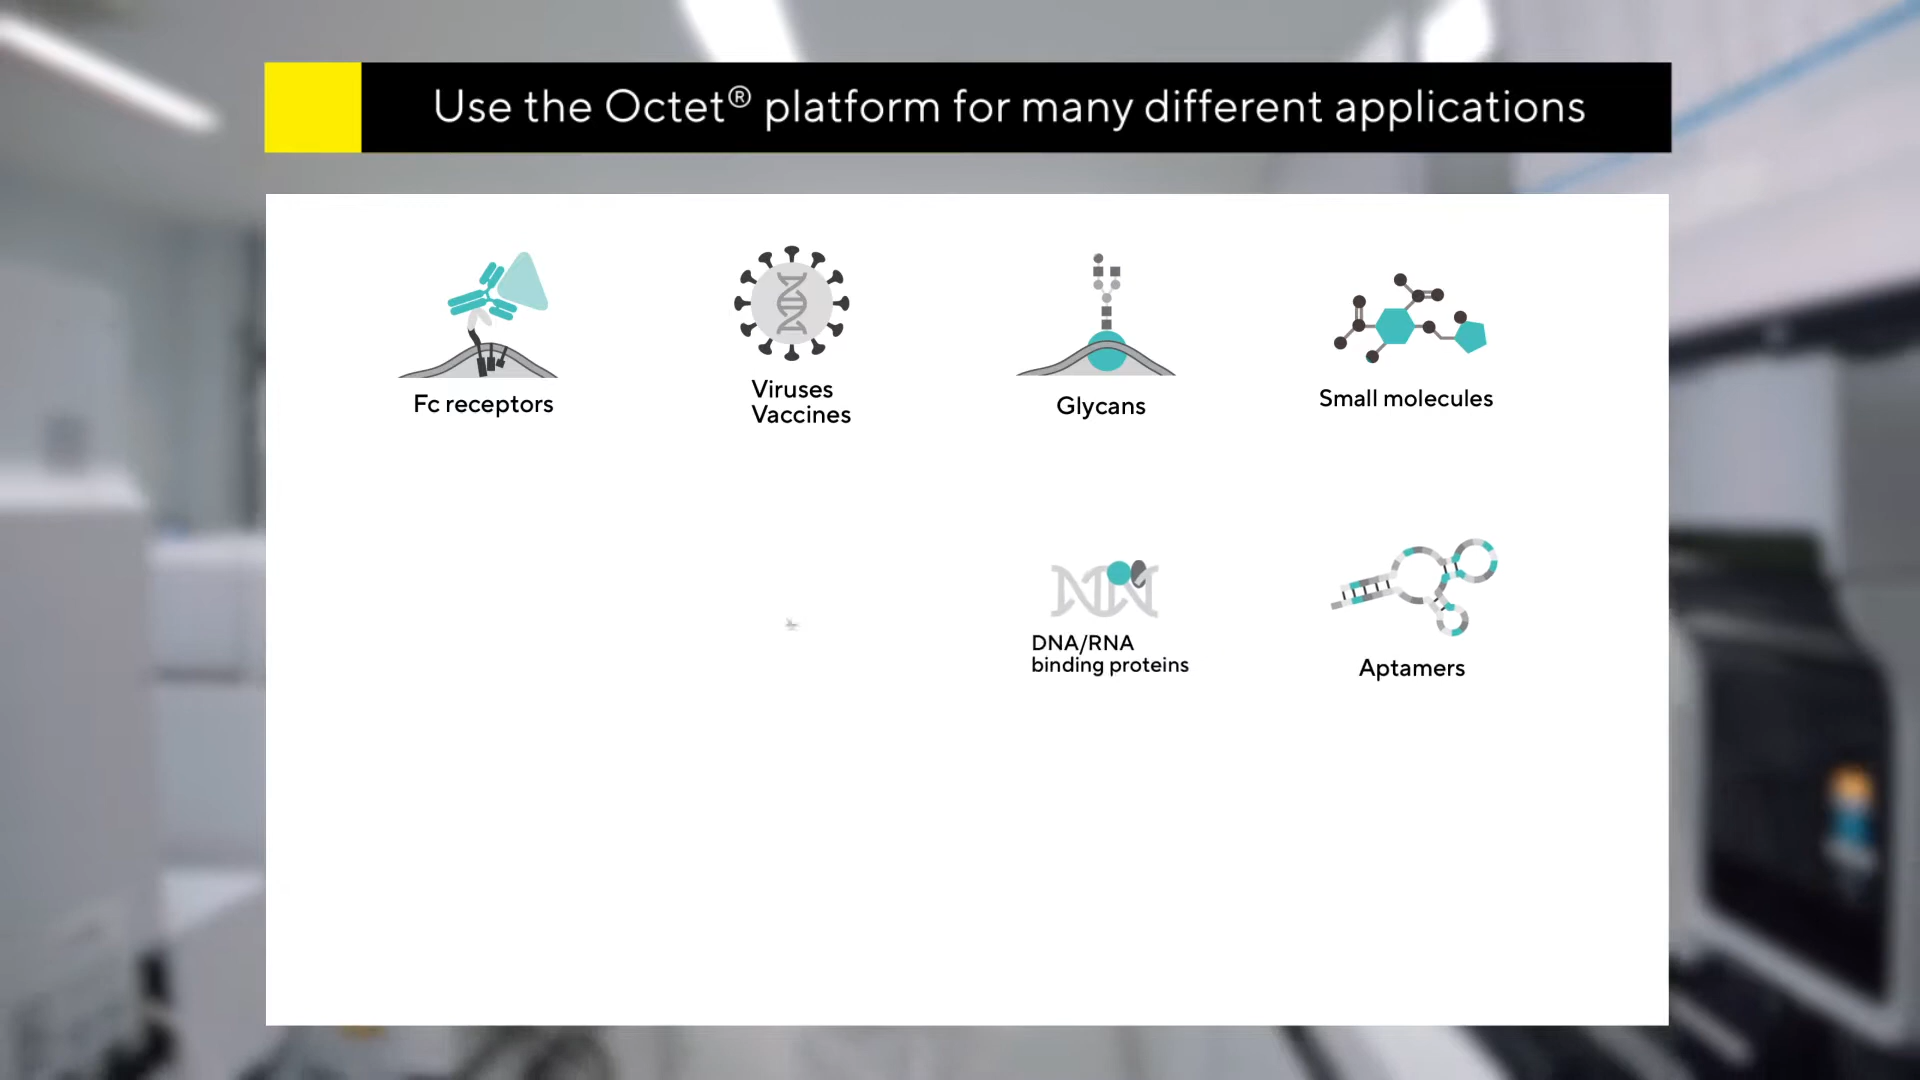 Use the Octet® platform for many different applications
Fc receptors
Viruses
Vaccines
Glycans
Small molecules
DNA/RNA
binding proteins
Aptamers